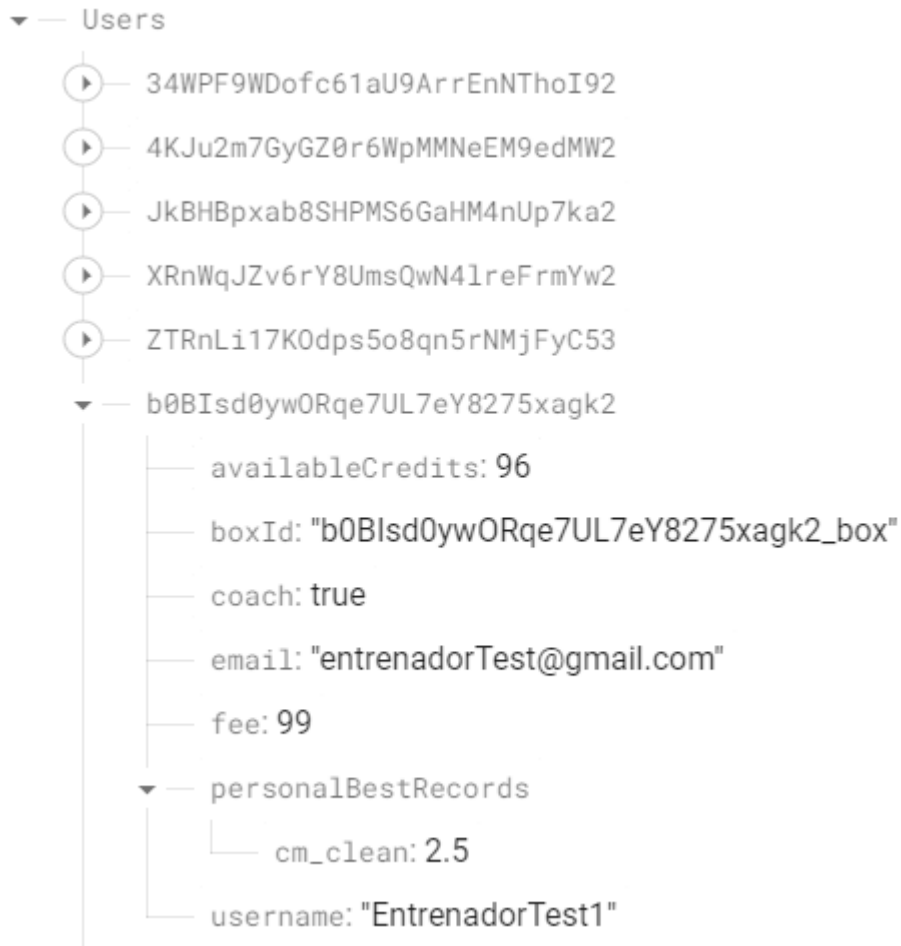 Users
34WPF9WDofc61aU9ArrEnNThoI92
4KJu2m7GyGZ0r6WpMMNeEM9edMW2
JkBHBpxab8SHPMS6GaHM4nUp7ka2
XRnWqJZv6rY8UmsQwN4lreFrmYw2
ZTRnLi17KOdps5o8qn5rNMjFyC53
b0BIsd0ywORqe7UL7eY8275xagk2
availableCredits: 96
boxId: "b0BIsd0ywORqe7UL7eY8275xagk2_box"
coach: true
email: "entrenadorTest@gmail.com"
fee: 99
personalBestRecords
cm_clean: 2.5
username: "EntrenadorTest1"